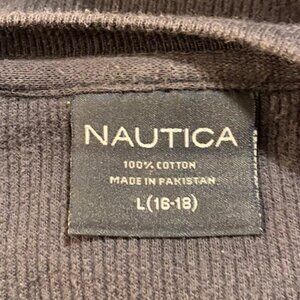 NAUTICA
100% COTTON
MADE IN PAKISTAN
L(16-18)